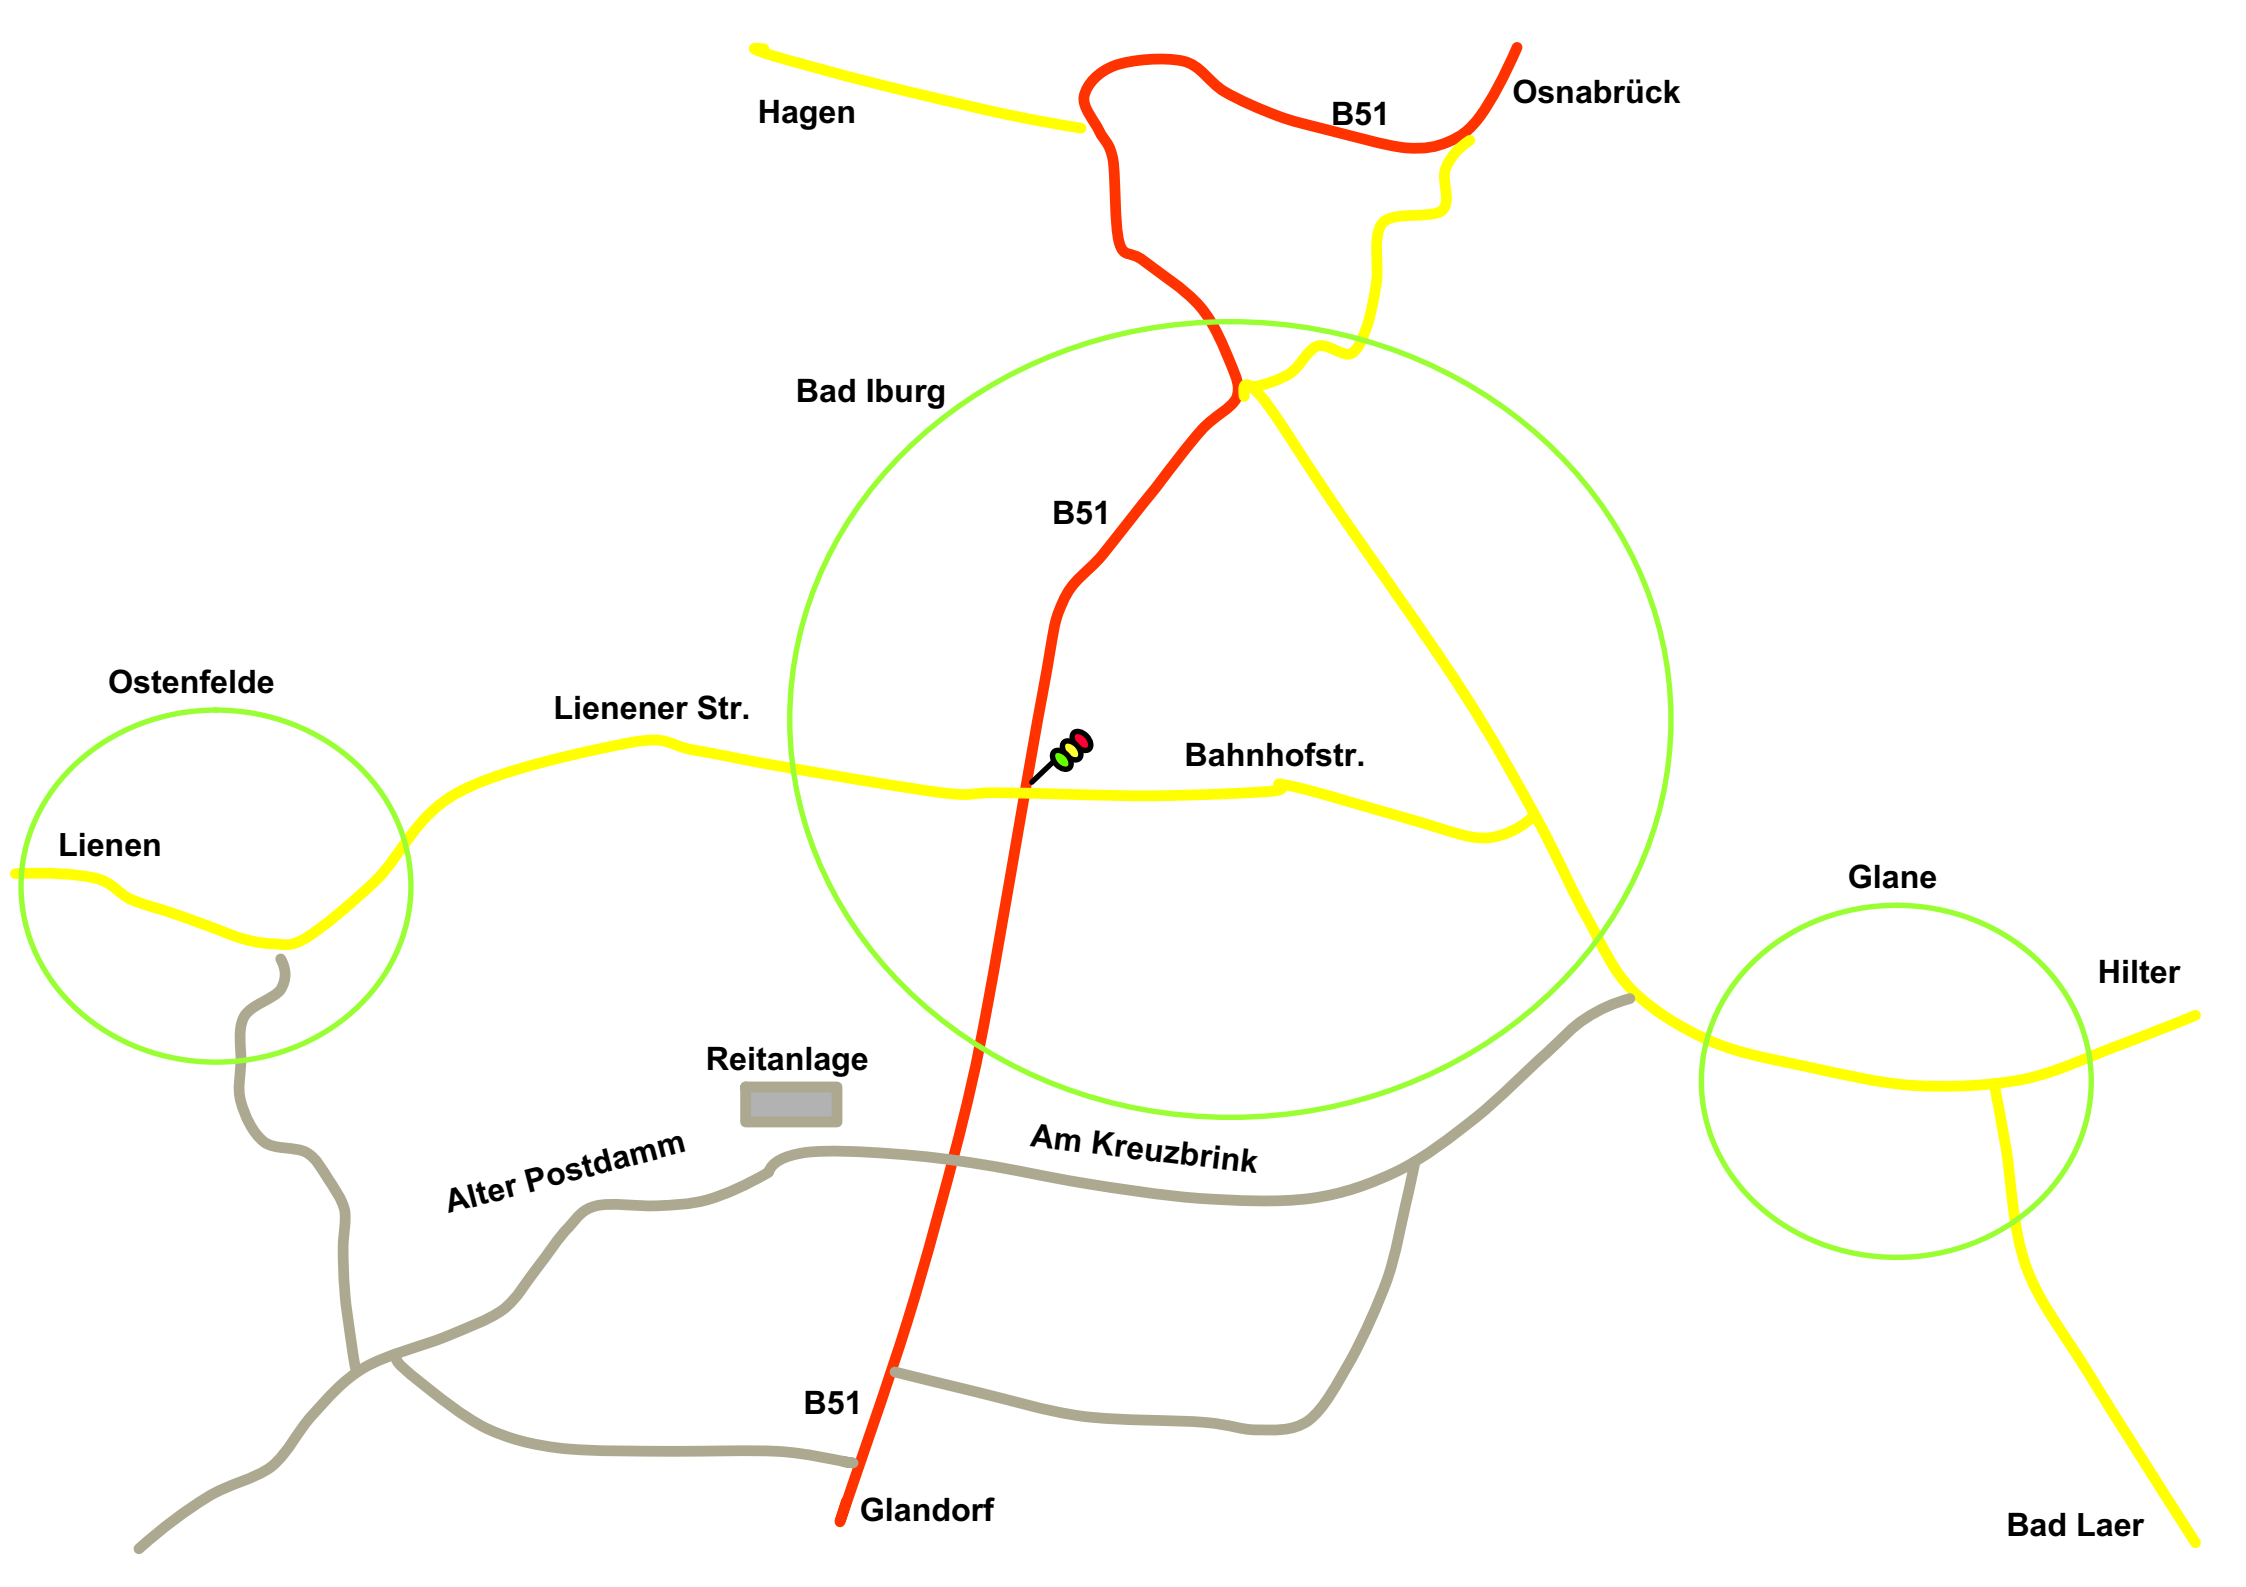 Osnabrück
B51
Hagen
Bad Iburg
B51
Ostenfelde
Lienener Str.
Bahnhofstr.
Lienen
Glane
Hilter
Reitanlage
Am Kreuzbrink
Alter Postdamm
B51
Glandorf
Bad Laer